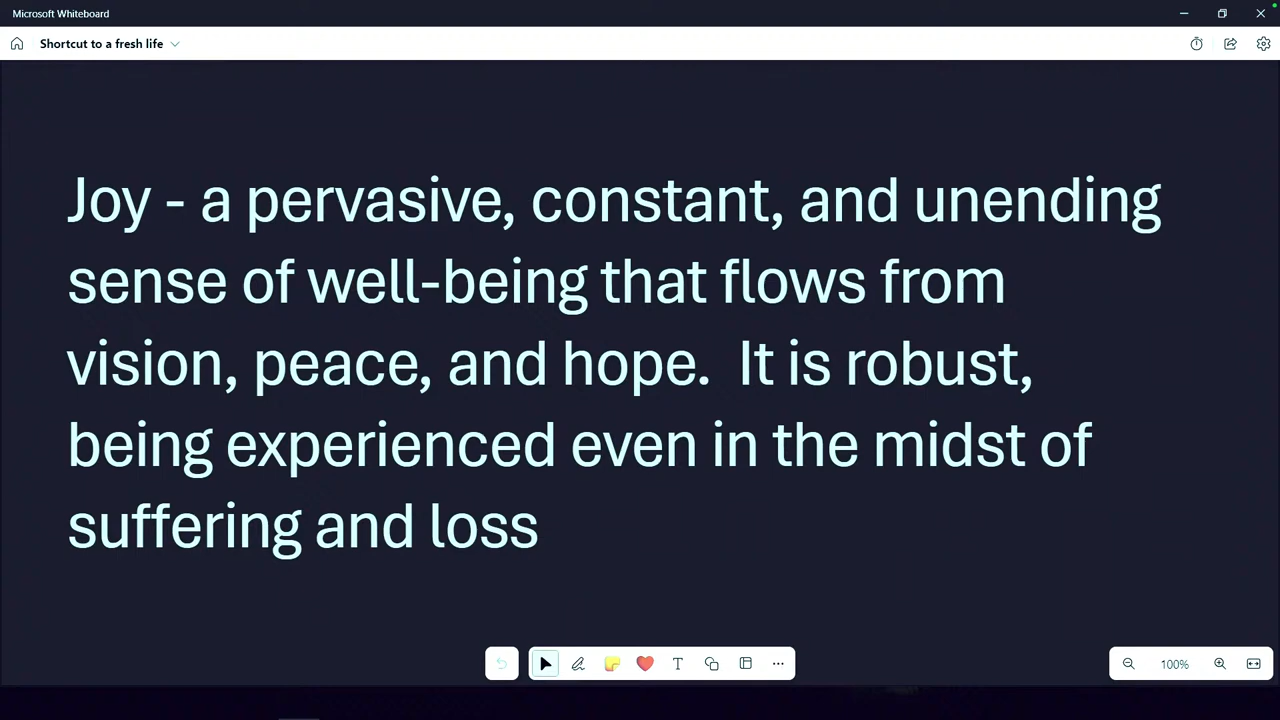 Microsoft Whiteboard
Shortcut to a fresh life
Joy - a pervasive, constant, and unending
sense of well-being that flows from
vision, peace, and hope.  It is robust,
being experienced even in the midst of
suffering and loss
100%